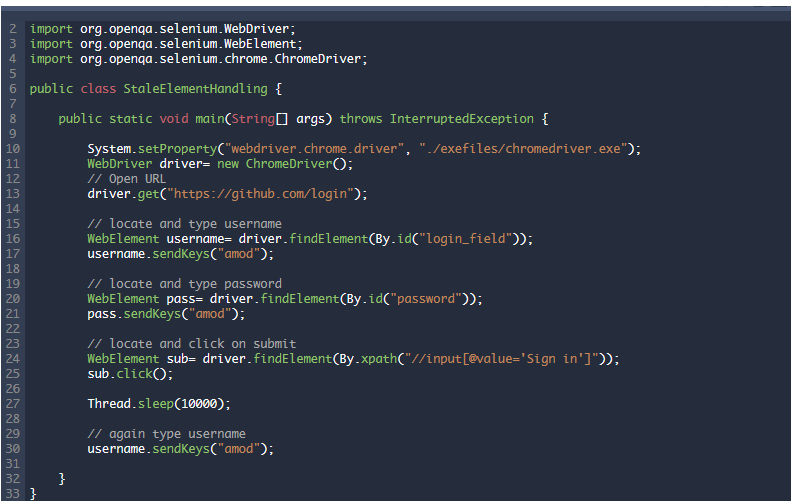 2 import org.openqa.selenium.WebDriver;
3 import org.openqa.selenium.WebElement;
4 import org.openqa.selenium.chrome.ChromeDriver;
5
6 public class StaleElementHandling {
7
8     public static void main(String[] args) throws InterruptedException {
9
10         System.setProperty("webdriver.chrome.driver", "./exefiles/chromedriver.exe");
11         WebDriver driver= new ChromeDriver();
12         // Open URL
13         driver.get("https://github.com/login");
14
15         // locate and type username
16         WebElement username= driver.findElement(By.id("login_field"));
17         username.sendKeys("amod");
18
19         // locate and type password
20         WebElement pass= driver.findElement(By.id("password"));
21         pass.sendKeys("amod");
22
23         // locate and click on submit
24         WebElement sub= driver.findElement(By.xpath("//input[@value='Sign in']"));
25         sub.click();
26
27         Thread.sleep(10000);
28
29         // again type username
30         username.sendKeys("amod");
31
32     }
33 }